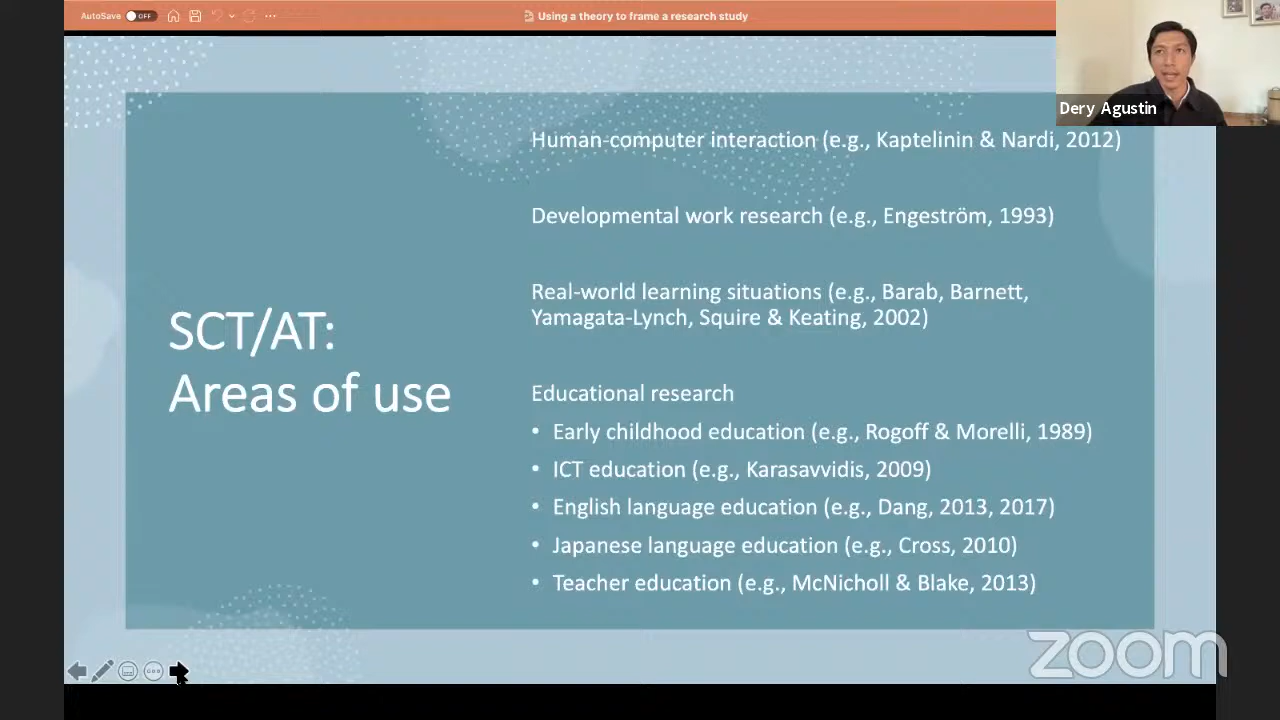 AutoSave OFF
Using a theory to frame a research study
Dery Agustin
SCT/AT:
Areas of use
Human-computer interaction (e.g., Kaptelinin & Nardi, 2012)
Developmental work research (e.g., Engeström, 1993)
Real-world learning situations (e.g., Barab, Barnett,
Yamagata-Lynch, Squire & Keating, 2002)
Educational research
• Early childhood education (e.g., Rogoff & Morelli, 1989)
• ICT education (e.g., Karasavvidis, 2009)
• English language education (e.g., Dang, 2013, 2017)
• Japanese language education (e.g., Cross, 2010)
• Teacher education (e.g., McNicholl & Blake, 2013)
zoom